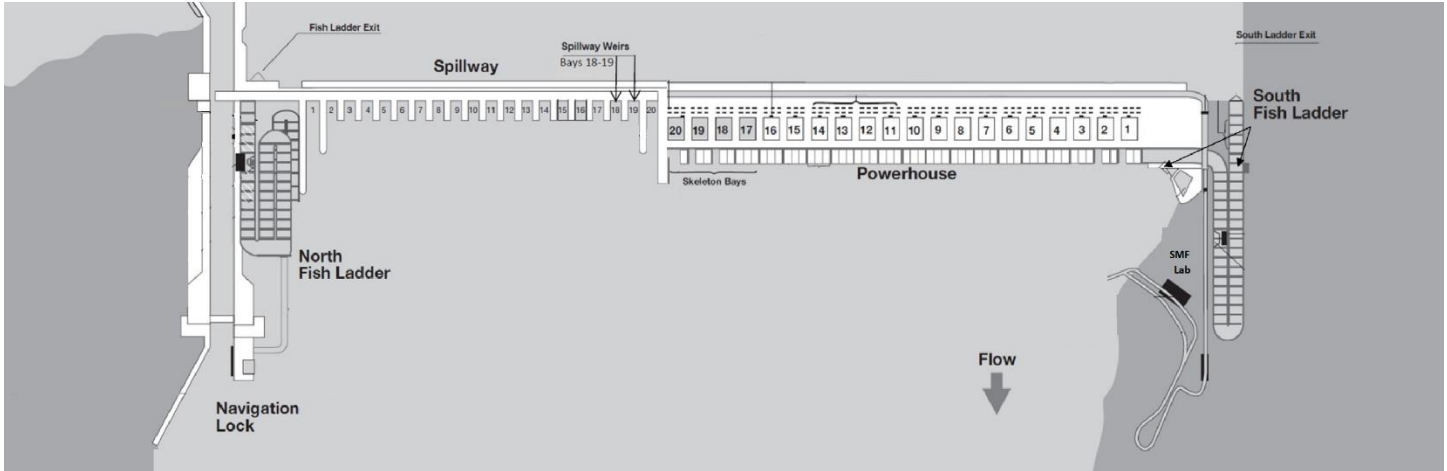 Fish Ladder Exit
South Ladder Exit
Spillway Weirs
Bays 18-19
Spillway
1 2 3 4 5 6 7 8 9 10 11 12 13 14 15 16 17 18 19 20
20 19 18 17 16 15 14 13 12 11 10 9 8 7 6 5 4 3 2 1
South
Fish Ladder
Skeleton Bays
Powerhouse
North
Fish Ladder
SMF
Lab
Flow
Navigation
Lock